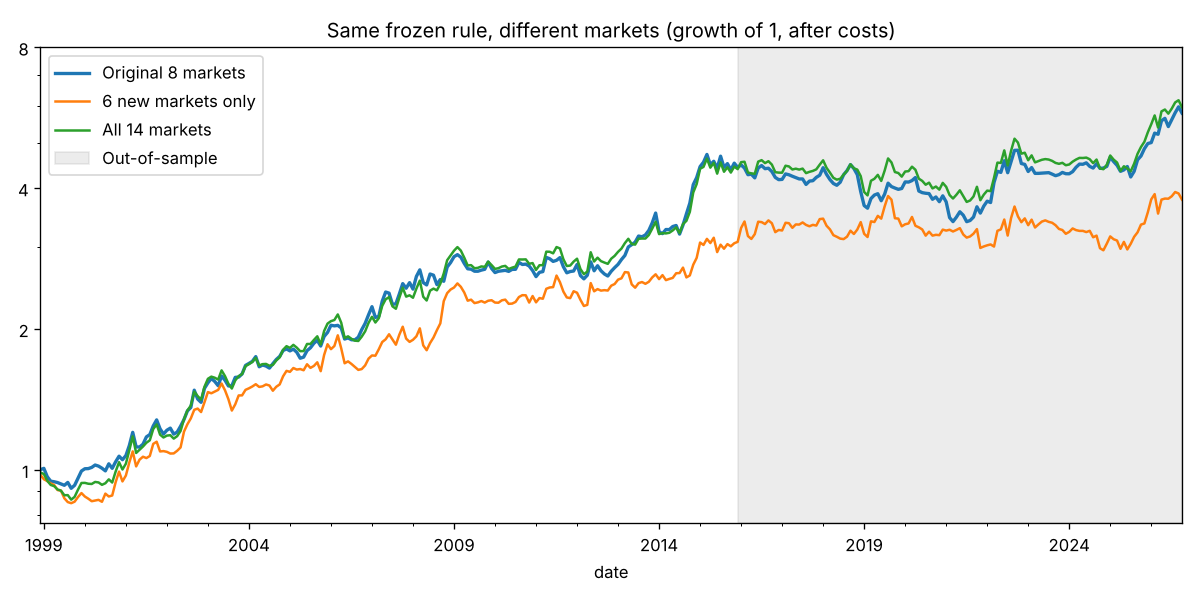 Same frozen rule, different markets (growth of 1, after costs)
Original 8 markets
6 new markets only
All 14 markets
Out-of-sample
8
4
2
1
1999 2004 2009 2014 2019 2024
date